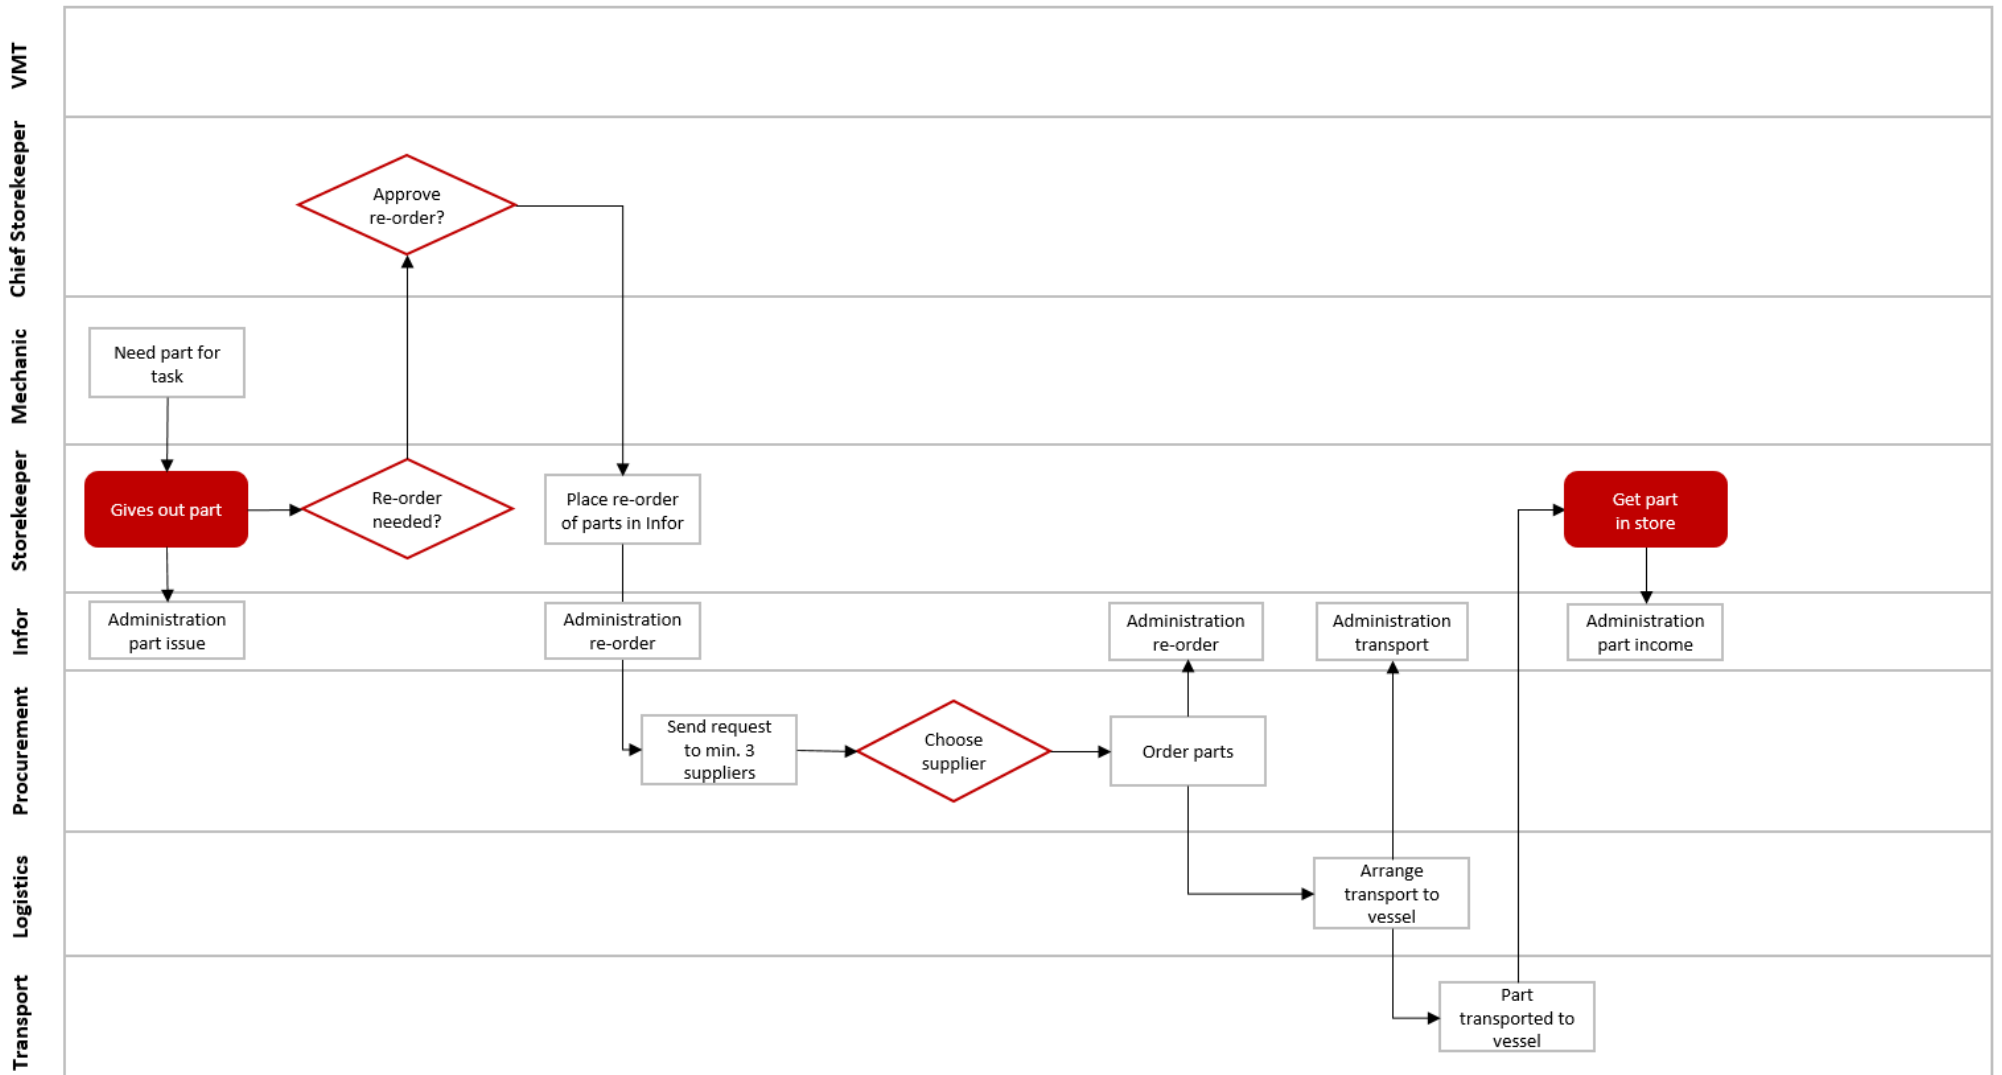 VMT
Chief Storekeeper
Approve
re-order?
Mechanic
Need part for
task
Storekeeper
Gives out part
Re-order
needed?
Place re-order
of parts in Infor
Get part
in store
Infor
Administration
part issue
Administration
re-order
Administration
re-order
Administration
transport
Administration
part income
Procurement
Send request
to min. 3
suppliers
Choose
supplier
Order parts
Logistics
Arrange
transport to
vessel
Transport
Part
transported to
vessel